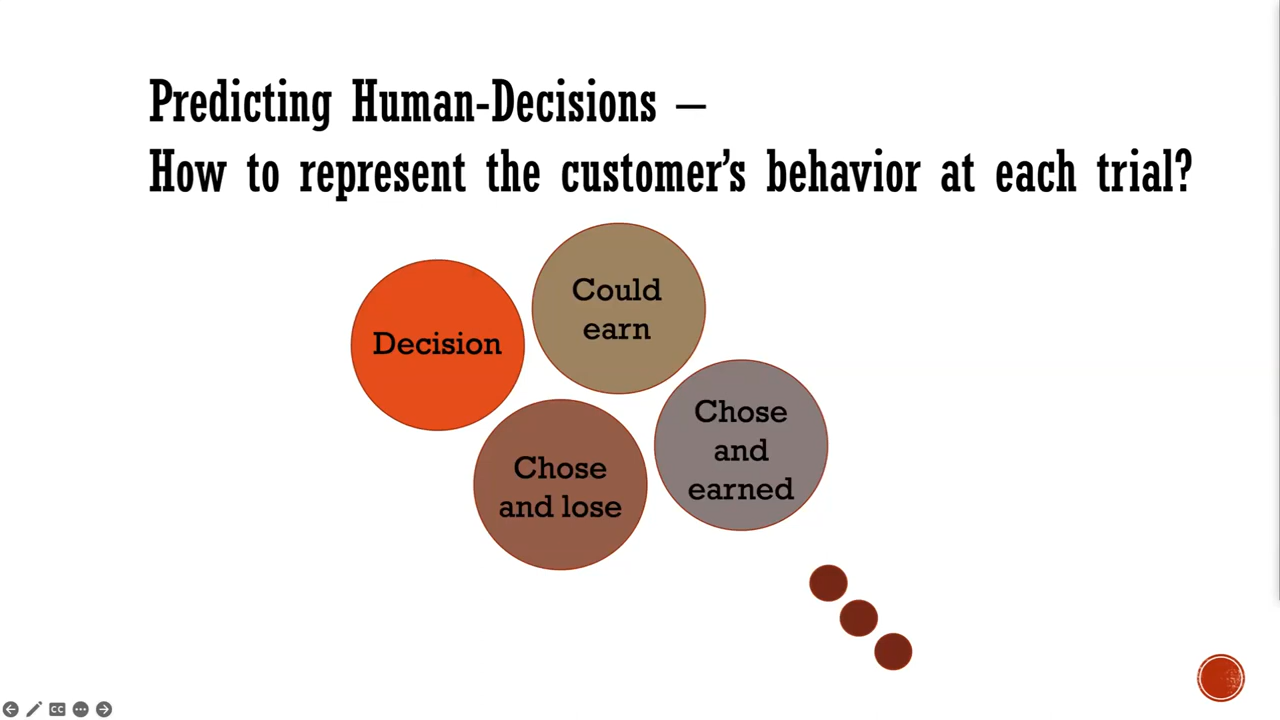 Predicting Human-Decisions –
How to represent the customer's behavior at each trial?
Decision
Could
earn
Chose
and lose
Chose
and
earned
CC